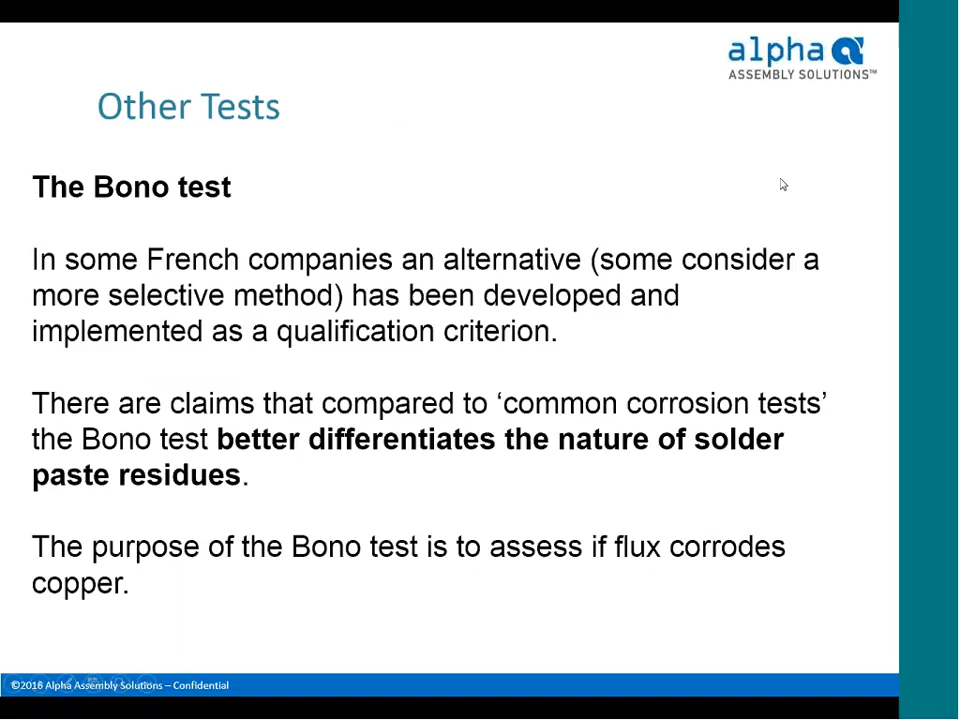 alpha
ASSEMBLY SOLUTIONS™
Other Tests
The Bono test
In some French companies an alternative (some consider a
more selective method) has been developed and
implemented as a qualification criterion.
There are claims that compared to ‘common corrosion tests’
the Bono test better differentiates the nature of solder
paste residues.
The purpose of the Bono test is to assess if flux corrodes
copper.
©2016 Alpha Assembly Solutions – Confidential